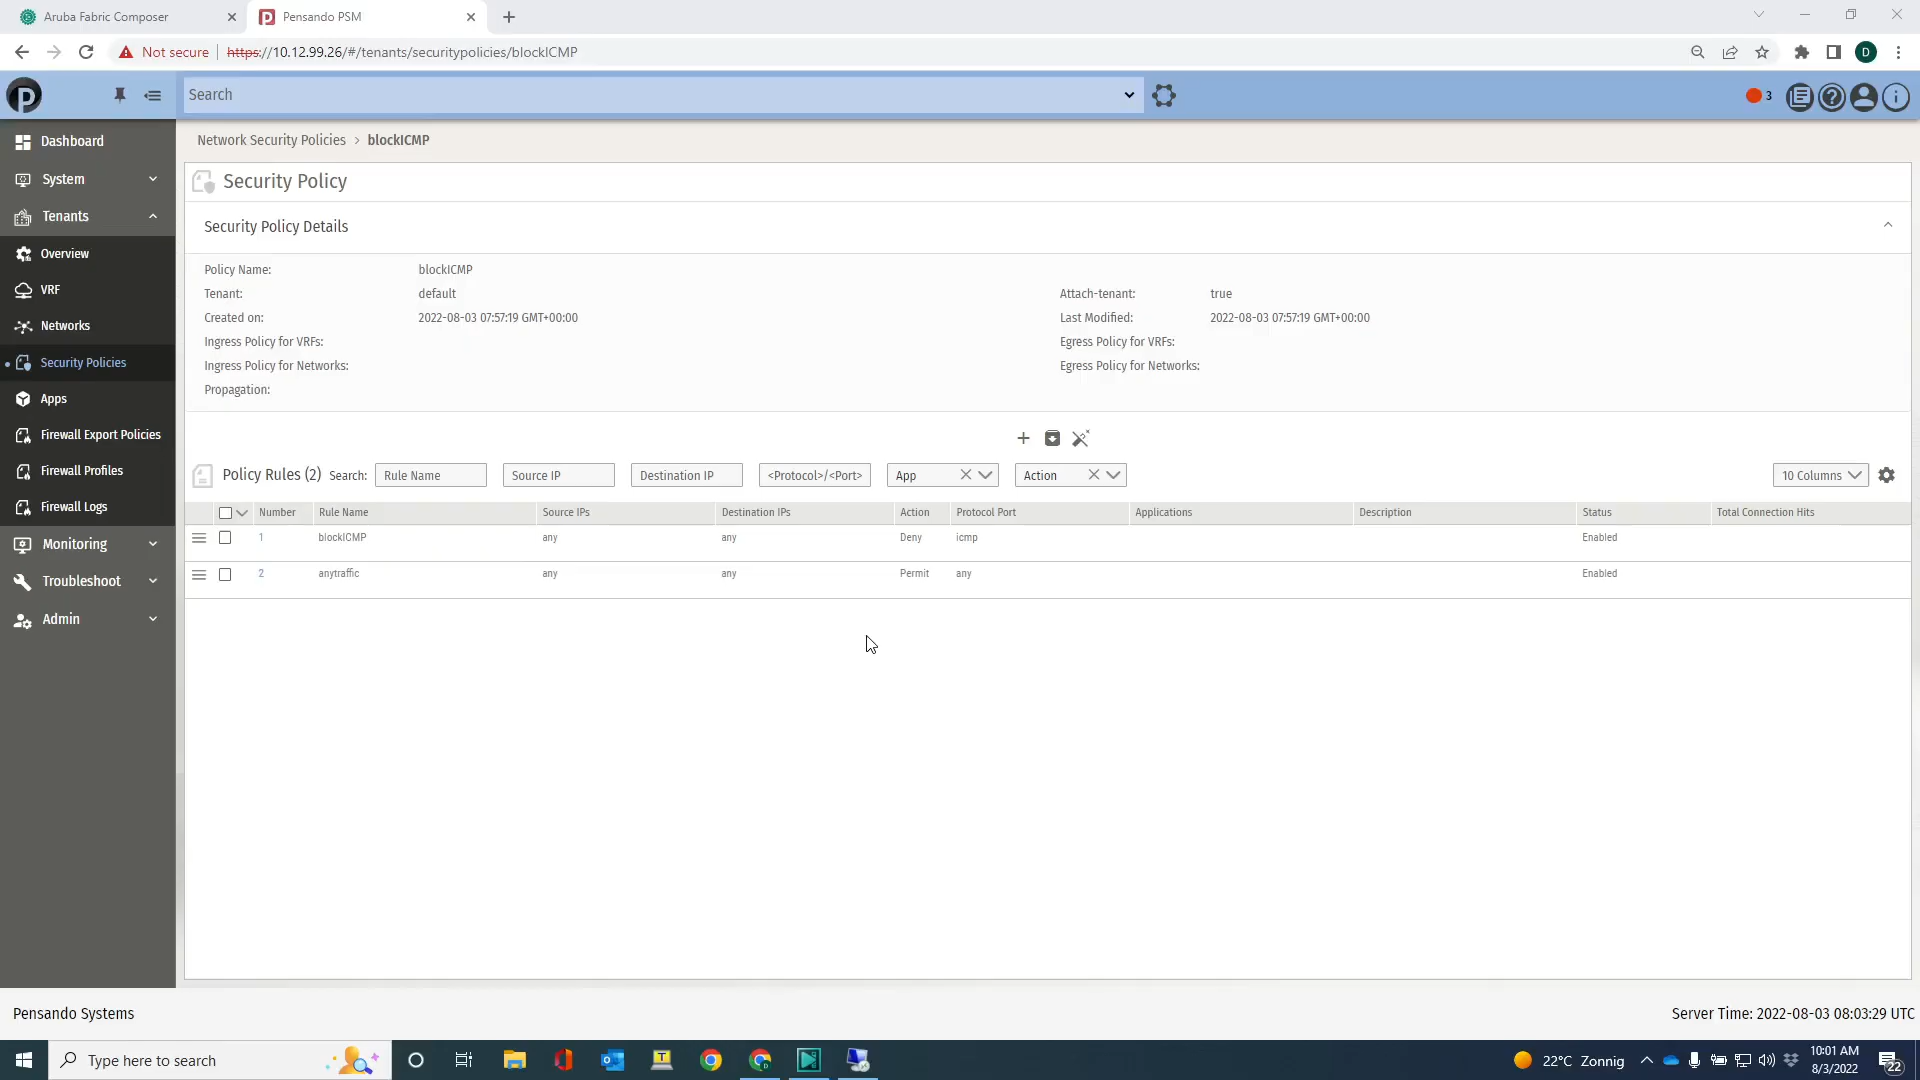 Aruba Fabric Composer
Pensando PSM
Not secure
https://10.12.99.26/#/tenants/securitypolicies/blockICMP
D
Search
3
Dashboard
System
Tenants
Overview
VRF
Networks
Security Policies
Apps
Firewall Export Policies
Firewall Profiles
Firewall Logs
Monitoring
Troubleshoot
Admin
Network Security Policies > blockICMP
Security Policy
Security Policy Details
Policy Name: blockICMP
Tenant: default Attach-tenant: true
Created on: 2022-08-03 07:57:19 GMT+00:00 Last Modified: 2022-08-03 07:57:19 GMT+00:00
Ingress Policy for VRFs: Egress Policy for VRFs:
Ingress Policy for Networks: Egress Policy for Networks:
Propagation:
Policy Rules (2) Search: Rule Name Source IP Destination IP <Protocol>/<Port> App Action 10 Columns
Number Rule Name Source IPs Destination IPs Action Protocol Port Applications Description Status Total Connection Hits
1 blockICMP any any Deny icmp Enabled
2 anytraffic any any Permit any Enabled
Pensando Systems
Server Time: 2022-08-03 08:03:29 UTC
Type here to search
22°C Zonnig
10:01 AM
8/3/2022
22